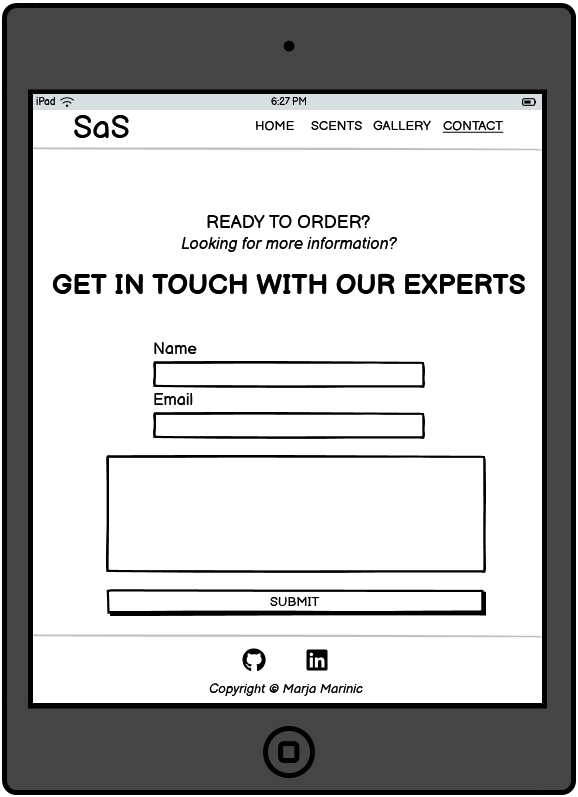 iPad 6:27 PM
SaS HOME SCENTS GALLERY CONTACT
READY TO ORDER?
Looking for more information?
GET IN TOUCH WITH OUR EXPERTS
Name
Email
SUBMIT
in
Copyright © Marja Marinic